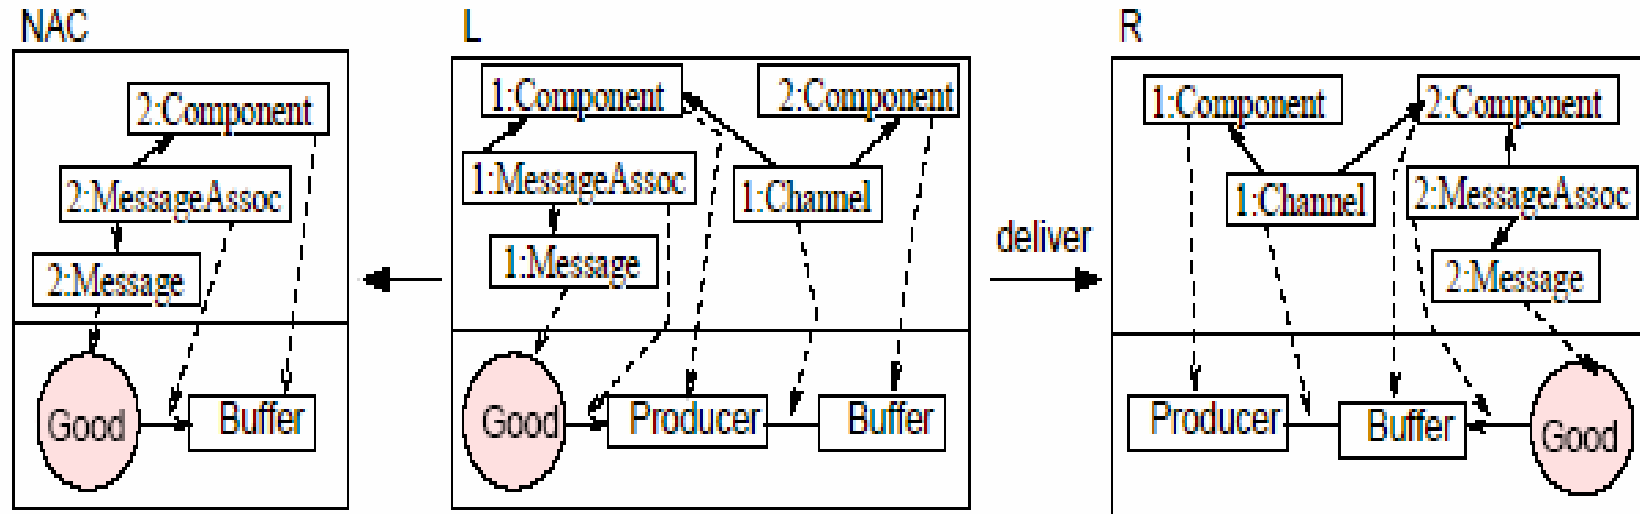 NAC
2:Component
2:MessageAssoc
2:Message
Good
Buffer
L
1:Component
2:Component
1:MessageAssoc
1:Channel
1:Message
Good
Producer
Buffer
deliver
R
1:Component
2:Component
1:Channel
2:MessageAssoc
2:Message
Producer
Buffer
Good